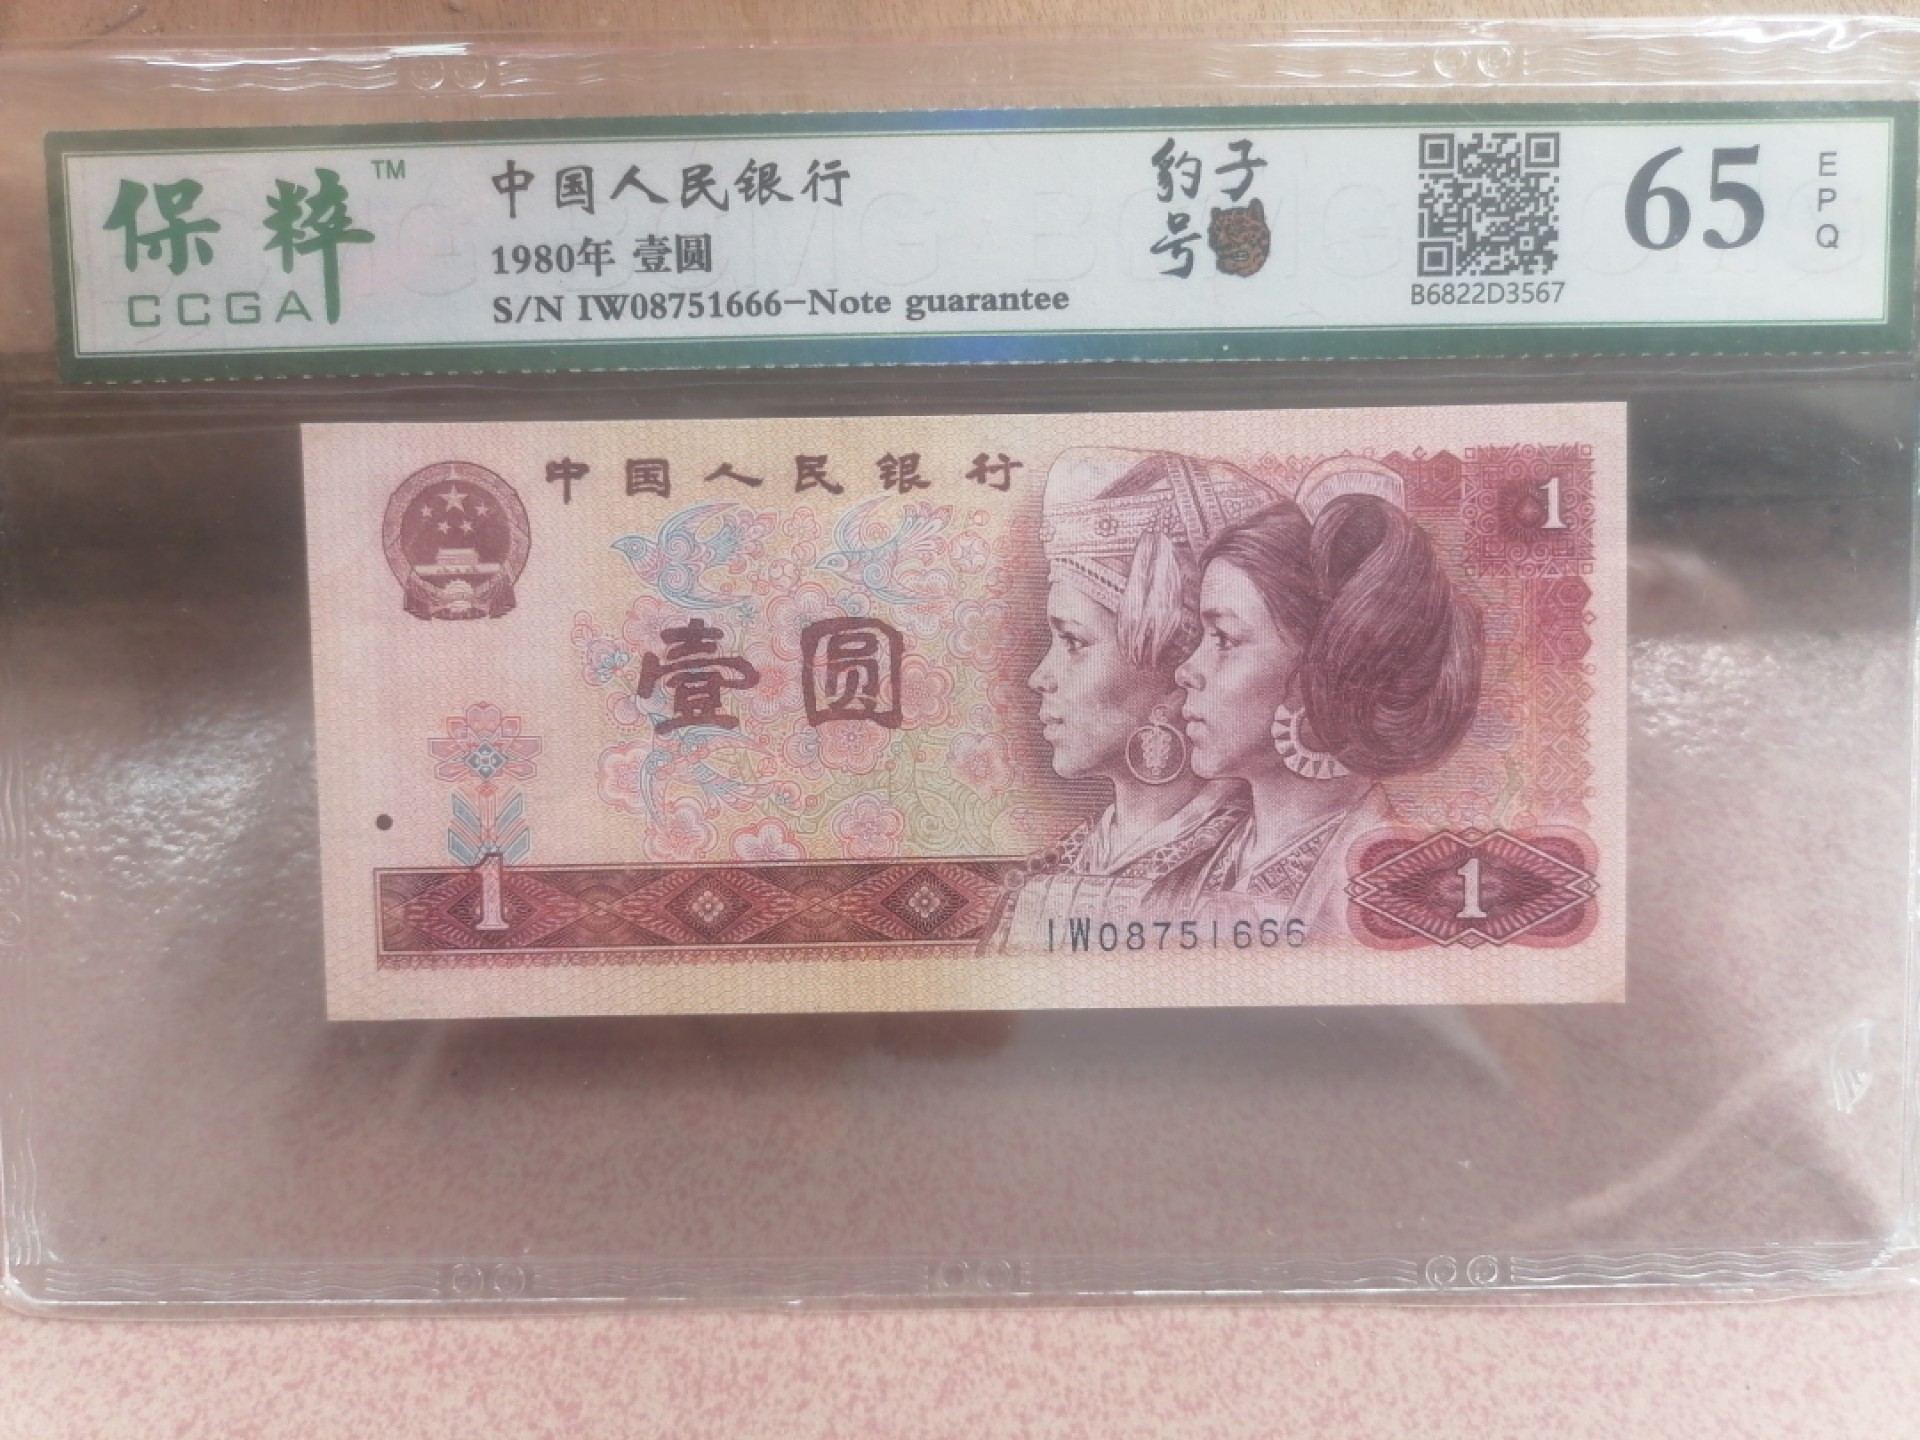 保粹™
CCGA
中国人民银行
1980年 壹圆
S/N IW08751666-Note guarantee
豹子
号
B6822D3567
65
EPQ
中国人民银行
1
壹圆
1
1
IW08751666